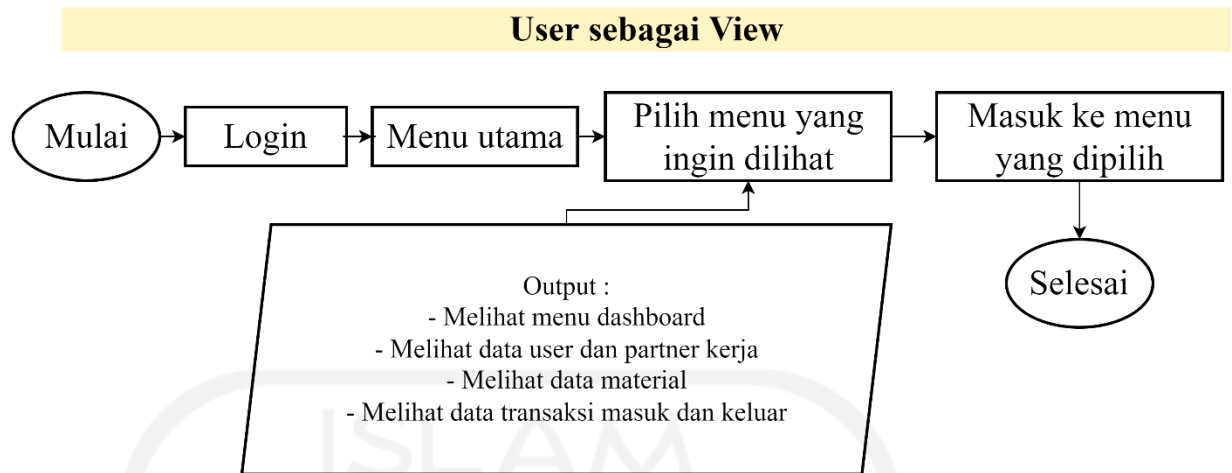 User sebagai View
Mulai
Login
Menu utama
Pilih menu yang
ingin dilihat
Masuk ke menu
yang dipilih
Selesai
Output :
- Melihat menu dashboard
- Melihat data user dan partner kerja
- Melihat data material
- Melihat data transaksi masuk dan keluar
ISLAM